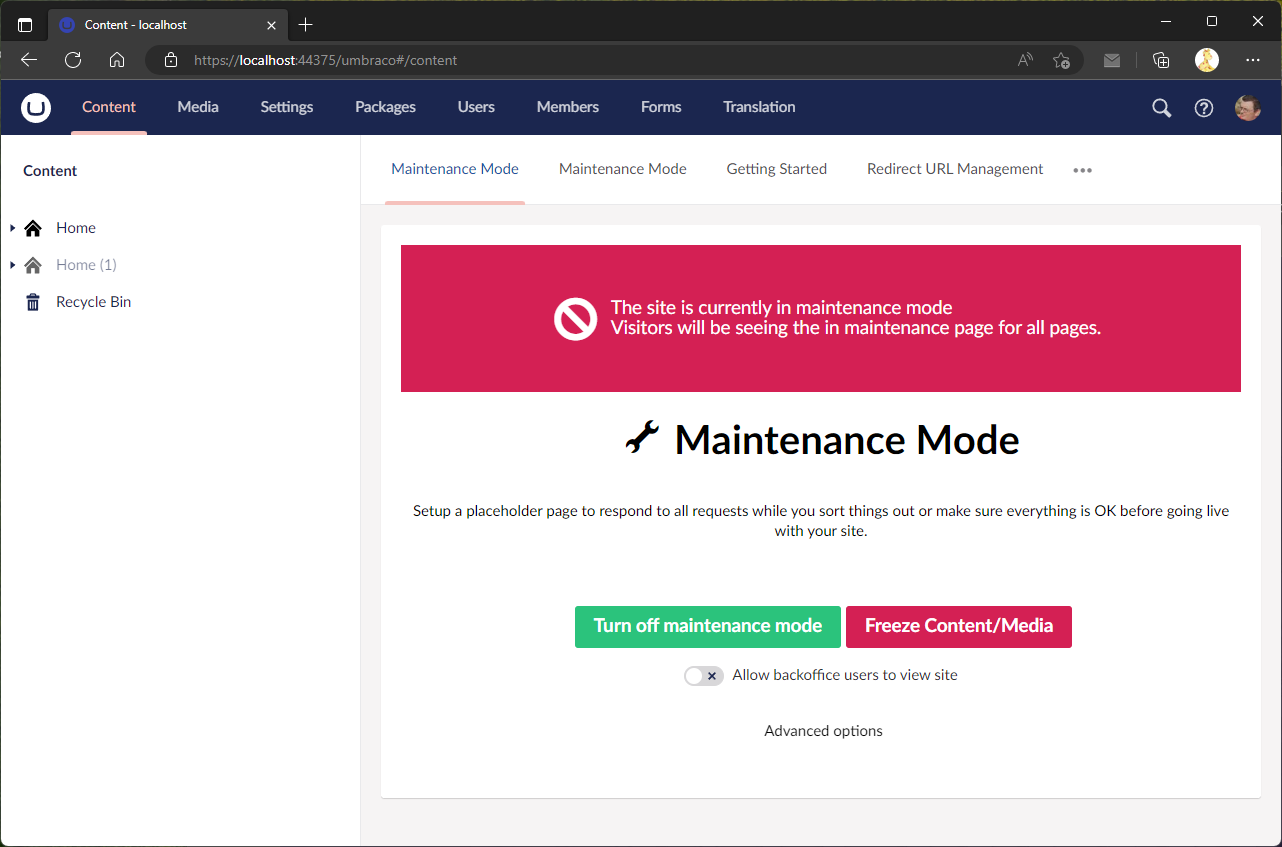 Content - localhost
https://localhost:44375/umbraco#/content
Content Media Settings Packages Users Members Forms Translation
Content
Home
Home (1)
Recycle Bin
Maintenance Mode Maintenance Mode Getting Started Redirect URL Management
The site is currently in maintenance mode
Visitors will be seeing the in maintenance page for all pages.
Maintenance Mode
Setup a placeholder page to respond to all requests while you sort things out or make sure everything is OK before going live
with your site.
Turn off maintenance mode Freeze Content/Media
Allow backoffice users to view site
Advanced options